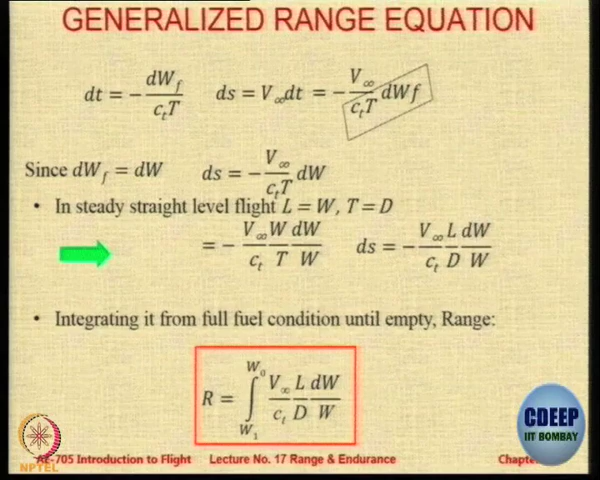 GENERALIZED RANGE EQUATION
dt = − dW_f / c_t T    ds = V_∞ dt = − V_∞ / c_t T dWf
Since dW_f = dW    ds = − V_∞ / c_t T dW
• In steady straight level flight L = W, T = D
= − V_∞ / c_t W / T dW / W    ds = − V_∞ / c_t L / D dW / W
• Integrating it from full fuel condition until empty, Range:
R = ∫_{W_1}^{W_0} V_∞ / c_t L / D dW / W
CDEEP
IIT BOMBAY
NPTEL
AE-705 Introduction to Flight    Lecture No. 17 Range & Endurance    Chapte